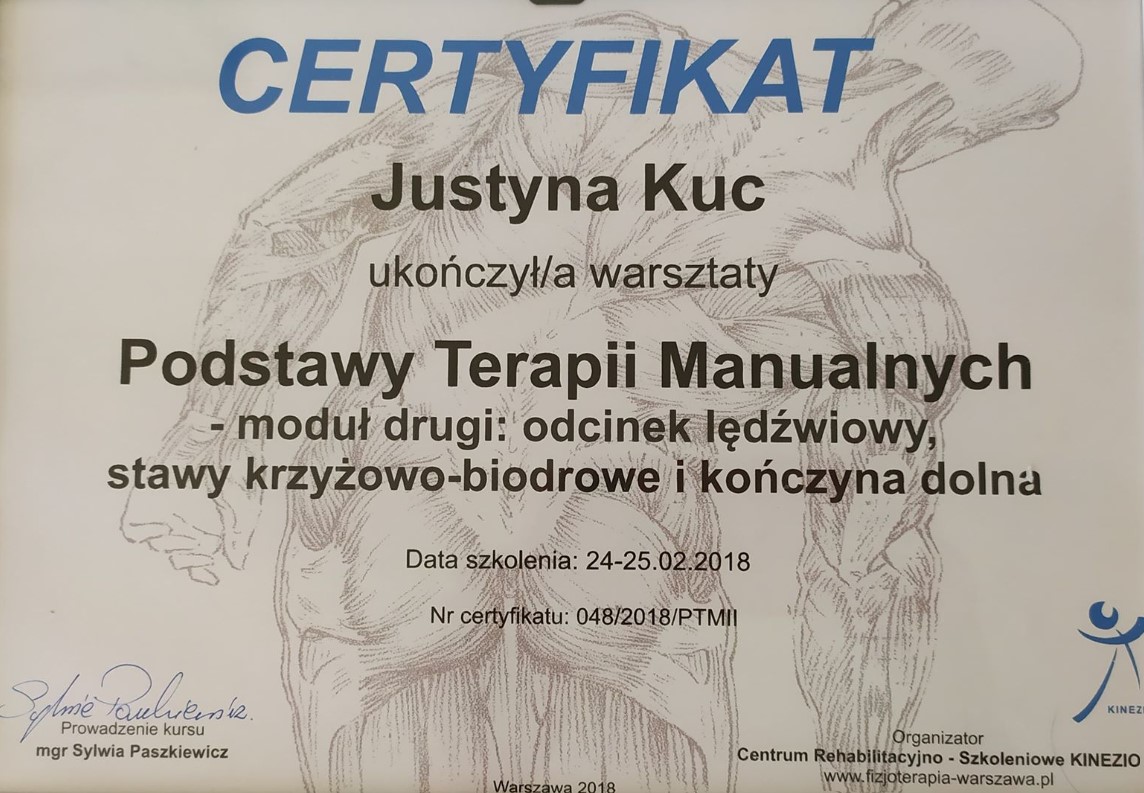 CERTYFIKAT
Justyna Kuc
ukończył/a warsztaty
Podstawy Terapii Manualnych
- moduł drugi: odcinek lędźwiowy,
stawy krzyżowo-biodrowe i kończyna dolna
Data szkolenia: 24-25.02.2018
Nr certyfikatu: 048/2018/PTMII
Sylwia Paszkiewicz
Prowadzenie kursu
mgr Sylwia Paszkiewicz
KINEZI
Organizator
Centrum Rehabilitacyjno - Szkoleniowe KINEZIO
www.fizjoterapia-warszawa.pl
Warszawa 2018